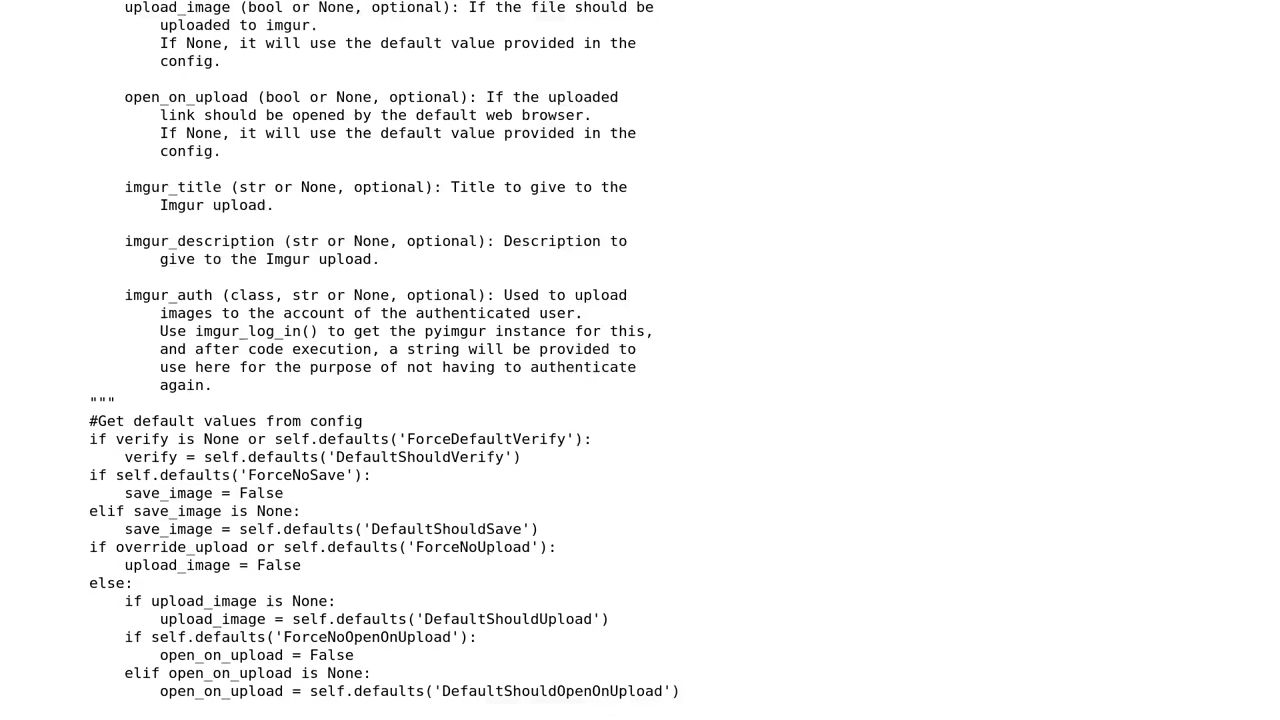 upload_image (bool or None, optional): If the file should be
uploaded to imgur.
If None, it will use the default value provided in the
config.
open_on_upload (bool or None, optional): If the uploaded
link should be opened by the default web browser.
If None, it will use the default value provided in the
config.
imgur_title (str or None, optional): Title to give to the
Imgur upload.
imgur_description (str or None, optional): Description to
give to the Imgur upload.
imgur_auth (class, str or None, optional): Used to upload
images to the account of the authenticated user.
Use imgur_log_in() to get the pyimgur instance for this,
and after code execution, a string will be provided to
use here for the purpose of not having to authenticate
again.
"""
#Get default values from config
if verify is None or self.defaults('ForceDefaultVerify'):
verify = self.defaults('DefaultShouldVerify')
if self.defaults('ForceNoSave'):
save_image = False
elif save_image is None:
save_image = self.defaults('DefaultShouldSave')
if override_upload or self.defaults('ForceNoUpload'):
upload_image = False
else:
if upload_image is None:
upload_image = self.defaults('DefaultShouldUpload')
if self.defaults('ForceNoOpenOnUpload'):
open_on_upload = False
elif open_on_upload is None:
open_on_upload = self.defaults('DefaultShouldOpenOnUpload')